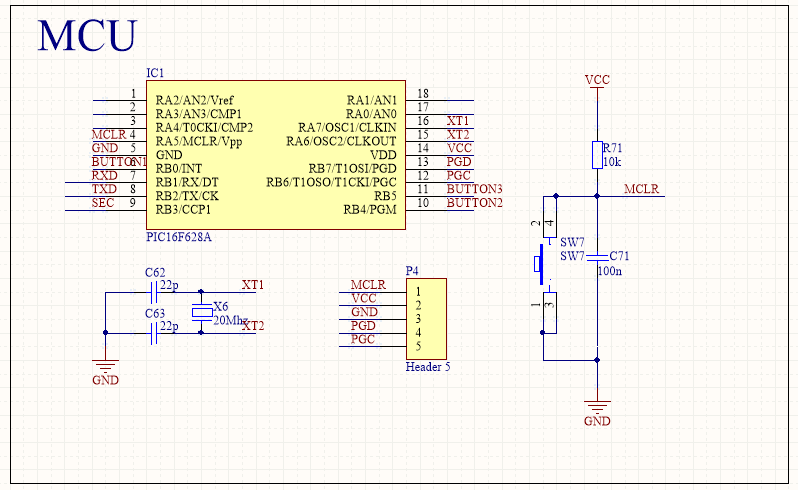 MCU
IC1
1 RA2/AN2/Vref RA1/AN1 18
2 RA3/AN3/CMP1 RA0/AN0 17
3 RA4/T0CKI/CMP2 RA7/OSC1/CLKIN 16 XT1
MCLR 4 RA5/MCLR/Vpp RA6/OSC2/CLKOUT 15 XT2
GND 5 GND VDD 14 VCC
BUTTON1 6 RB0/INT RB7/T1OSI/PGD 13 PGD
RXD 7 RB1/RX/DT RB6/T1OSO/T1CKI/PGC 12 PGC
TXD 8 RB2/TX/CK RB5 11 BUTTON3
SEC 9 RB3/CCP1 RB4/PGM 10 BUTTON2
PIC16F628A
C62
22p
XT1
X6
20Mhz
C63
22p
XT2
GND
P4
MCLR 1
VCC 2
GND 3
PGD 4
PGC 5
Header 5
VCC
R71
10k
MCLR
2 4
SW7
SW7
C71
100n
1 3
GND